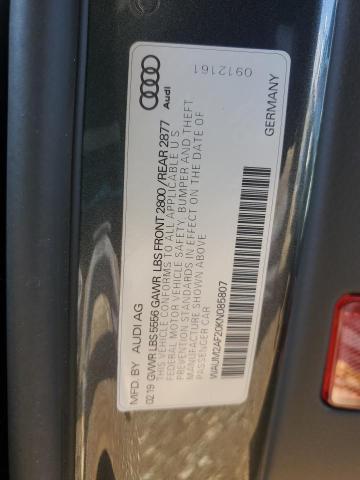 MFD. BY AUDI AG
02 19 GVWR LBS 5556 GAWR LBS FRONT 2800 / REAR 2877
THIS VEHICLE CONFORMS TO ALL APPLICABLE U S
FEDERAL MOTOR VEHICLE SAFETY, BUMPER AND THEFT
PREVENTION STANDARDS IN EFFECT ON THE DATE OF
MANUFACTURE SHOWN ABOVE
PASSENGER CAR
WAUM2AF20KN085807
Audi
0912161
GERMANY